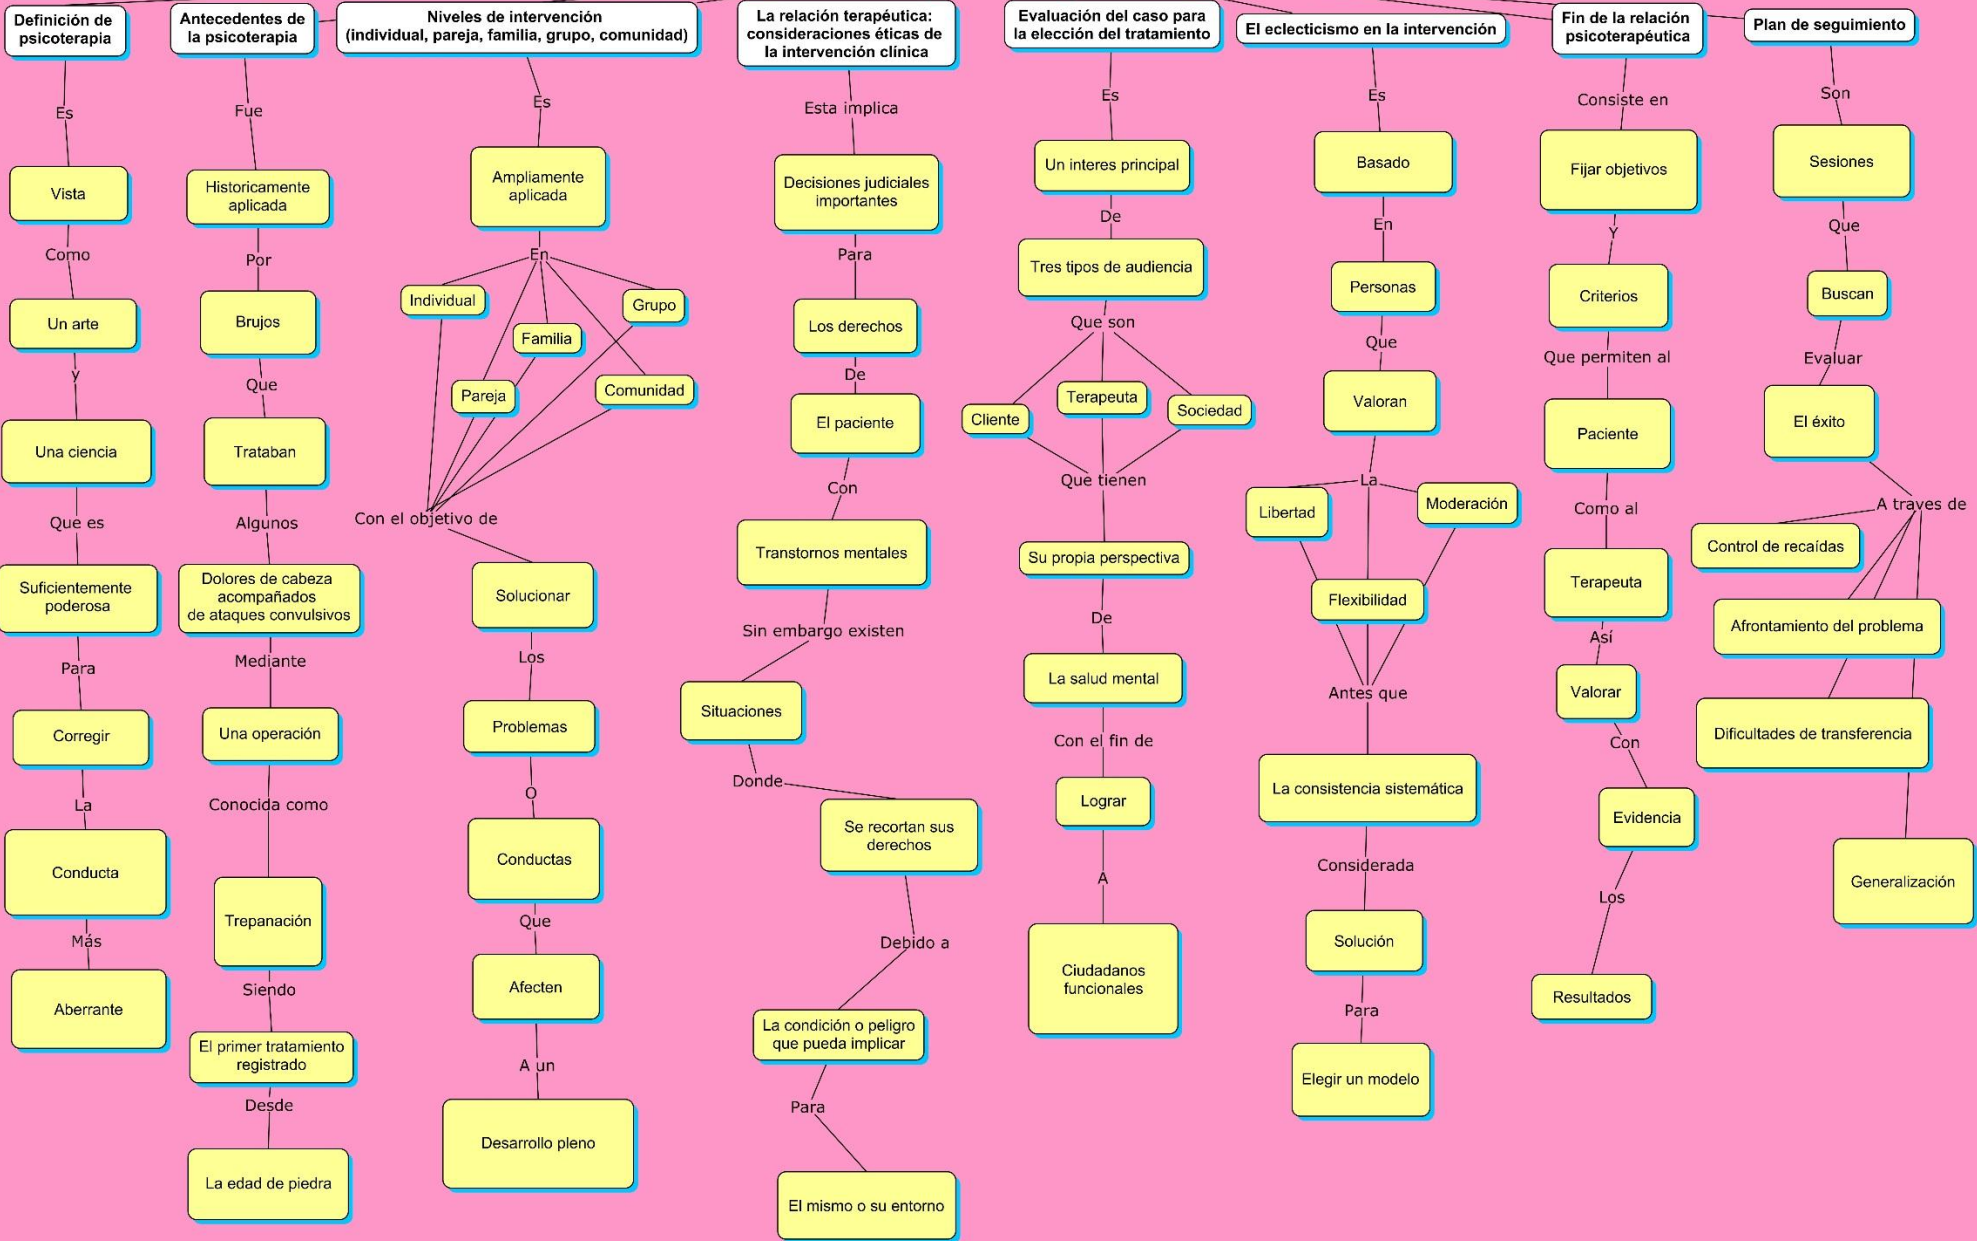 Definición de
psicoterapia
Es
Vista
Como
Un arte
y
Una ciencia
Que es
Suficientemente
poderosa
Para
Corregir
La
Conducta
Más
Aberrante
Antecedentes de
la psicoterapia
Fue
Historicamente
aplicada
Por
Brujos
Que
Trataban
Algunos
Dolores de cabeza
acompañados
de ataques convulsivos
Mediante
Una operación
Conocida como
Trepanación
Siendo
El primer tratamiento
registrado
Desde
La edad de piedra
Niveles de intervención
(individual, pareja, familia, grupo, comunidad)
Es
Ampliamente
aplicada
En
Individual
Grupo
Familia
Pareja
Comunidad
Con el objetivo de
Solucionar
Los
Problemas
O
Conductas
Que
Afecten
A un
Desarrollo pleno
La relación terapéutica:
consideraciones éticas de
la intervención clínica
Esta implica
Decisiones judiciales
importantes
Para
Los derechos
De
El paciente
Con
Transtornos mentales
Sin embargo existen
Situaciones
Donde
Se recortan sus
derechos
Debido a
La condición o peligro
que pueda implicar
Para
El mismo o su entorno
Evaluación del caso para
la elección del tratamiento
Es
Un interes principal
De
Tres tipos de audiencia
Que son
Cliente
Terapeuta
Sociedad
Que tienen
Su propia perspectiva
De
La salud mental
Con el fin de
Lograr
A
Ciudadanos
funcionales
El eclecticismo en la intervención
Es
Basado
En
Personas
Que
Valoran
La
Libertad
Moderación
Flexibilidad
Antes que
La consistencia sistemática
Considerada
Solución
Para
Elegir un modelo
Fin de la relación
psicoterapéutica
Consiste en
Fijar objetivos
Y
Criterios
Que permiten al
Paciente
Como al
Terapeuta
Así
Valorar
Con
Evidencia
Los
Resultados
Plan de seguimiento
Son
Sesiones
Que
Buscan
Evaluar
El éxito
A traves de
Control de recaídas
Afrontamiento del problema
Dificultades de transferencia
Generalización